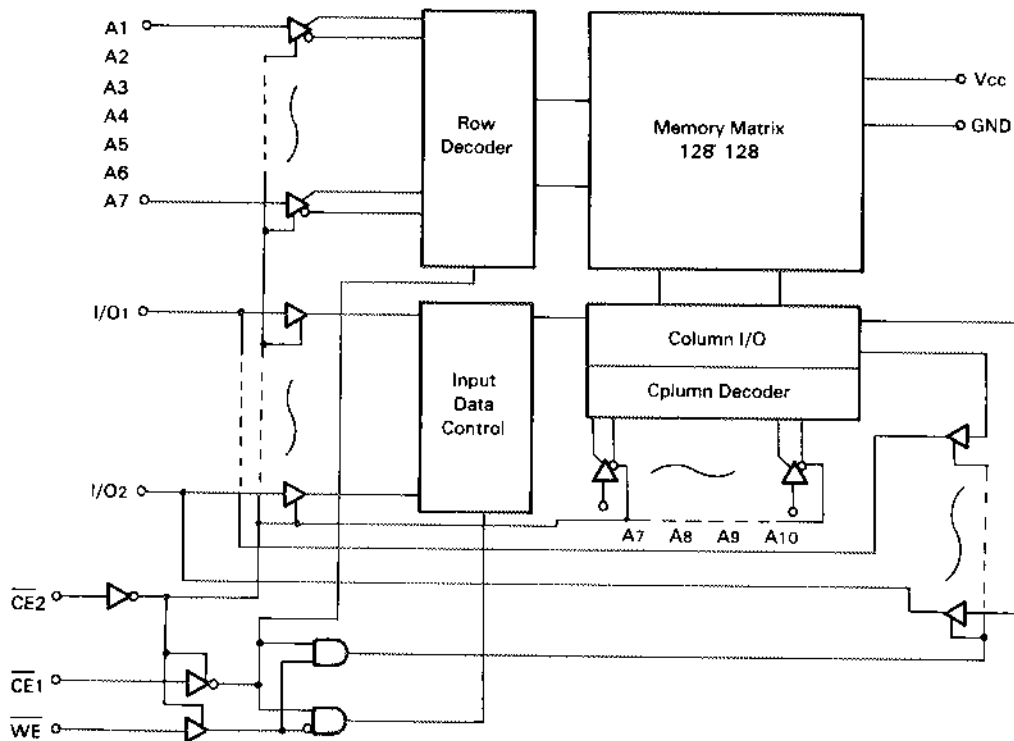 A1
A2
A3
A4
A5
A6
A7
Row
Decoder
Memory Matrix
128 128
Vcc
GND
I/O1
Input
Data
Control
Column I/O
Cplumn Decoder
I/O2
A7 A8 A9 A10
CE2
CE1
WE